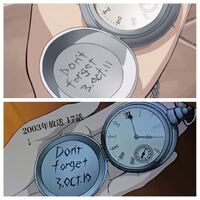 Don't
forget
3.Oct.11
2003年放送 17話
Don't
forget
3.OCT.10